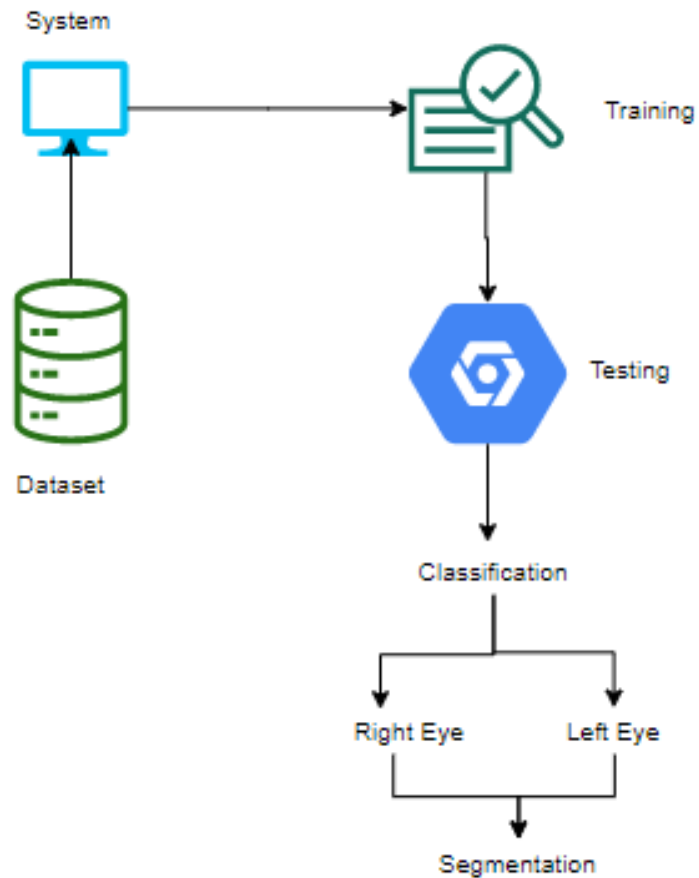 System
Training
Testing
Dataset
Classification
Right Eye
Left Eye
Segmentation